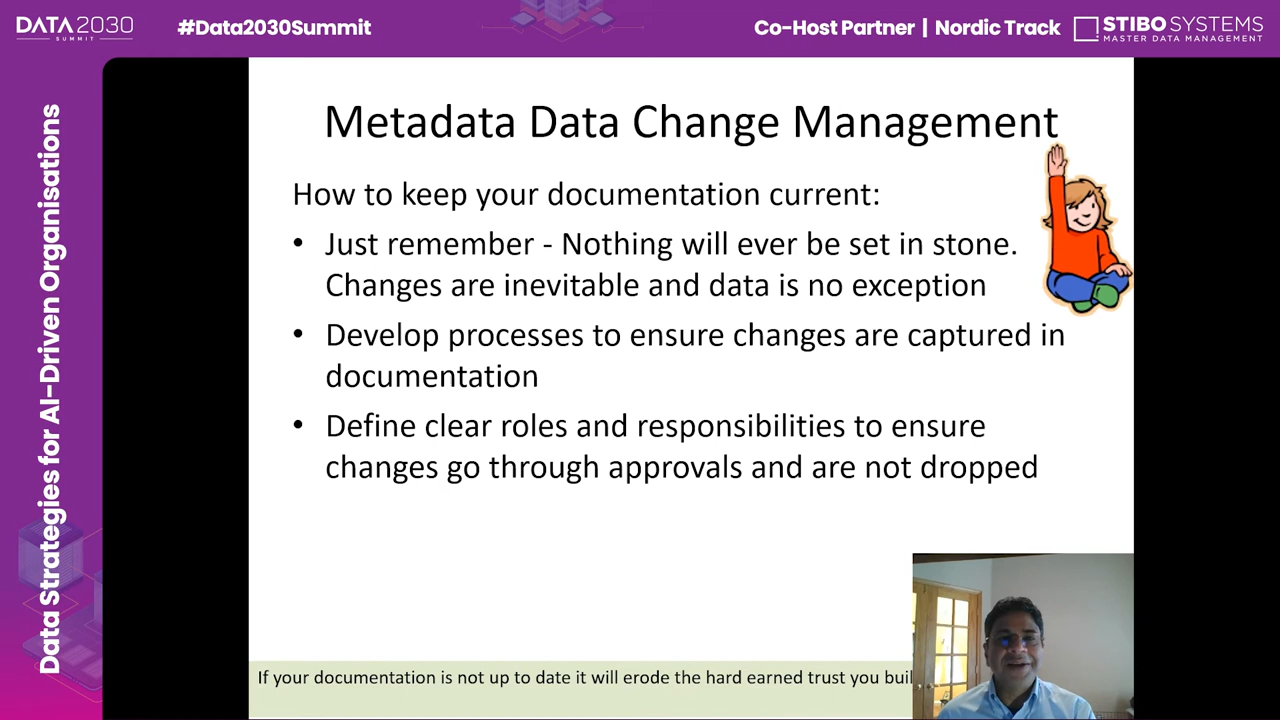 DATA2030
SUMMIT
#Data2030Summit
Co-Host Partner | Nordic Track
STIBO SYSTEMS
MASTER DATA MANAGEMENT
Data Strategies for AI-Driven Organisations
Metadata Data Change Management
How to keep your documentation current:
• Just remember - Nothing will ever be set in stone.
Changes are inevitable and data is no exception
• Develop processes to ensure changes are captured in
documentation
• Define clear roles and responsibilities to ensure
changes go through approvals and are not dropped
If your documentation is not up to date it will erode the hard earned trust you buil